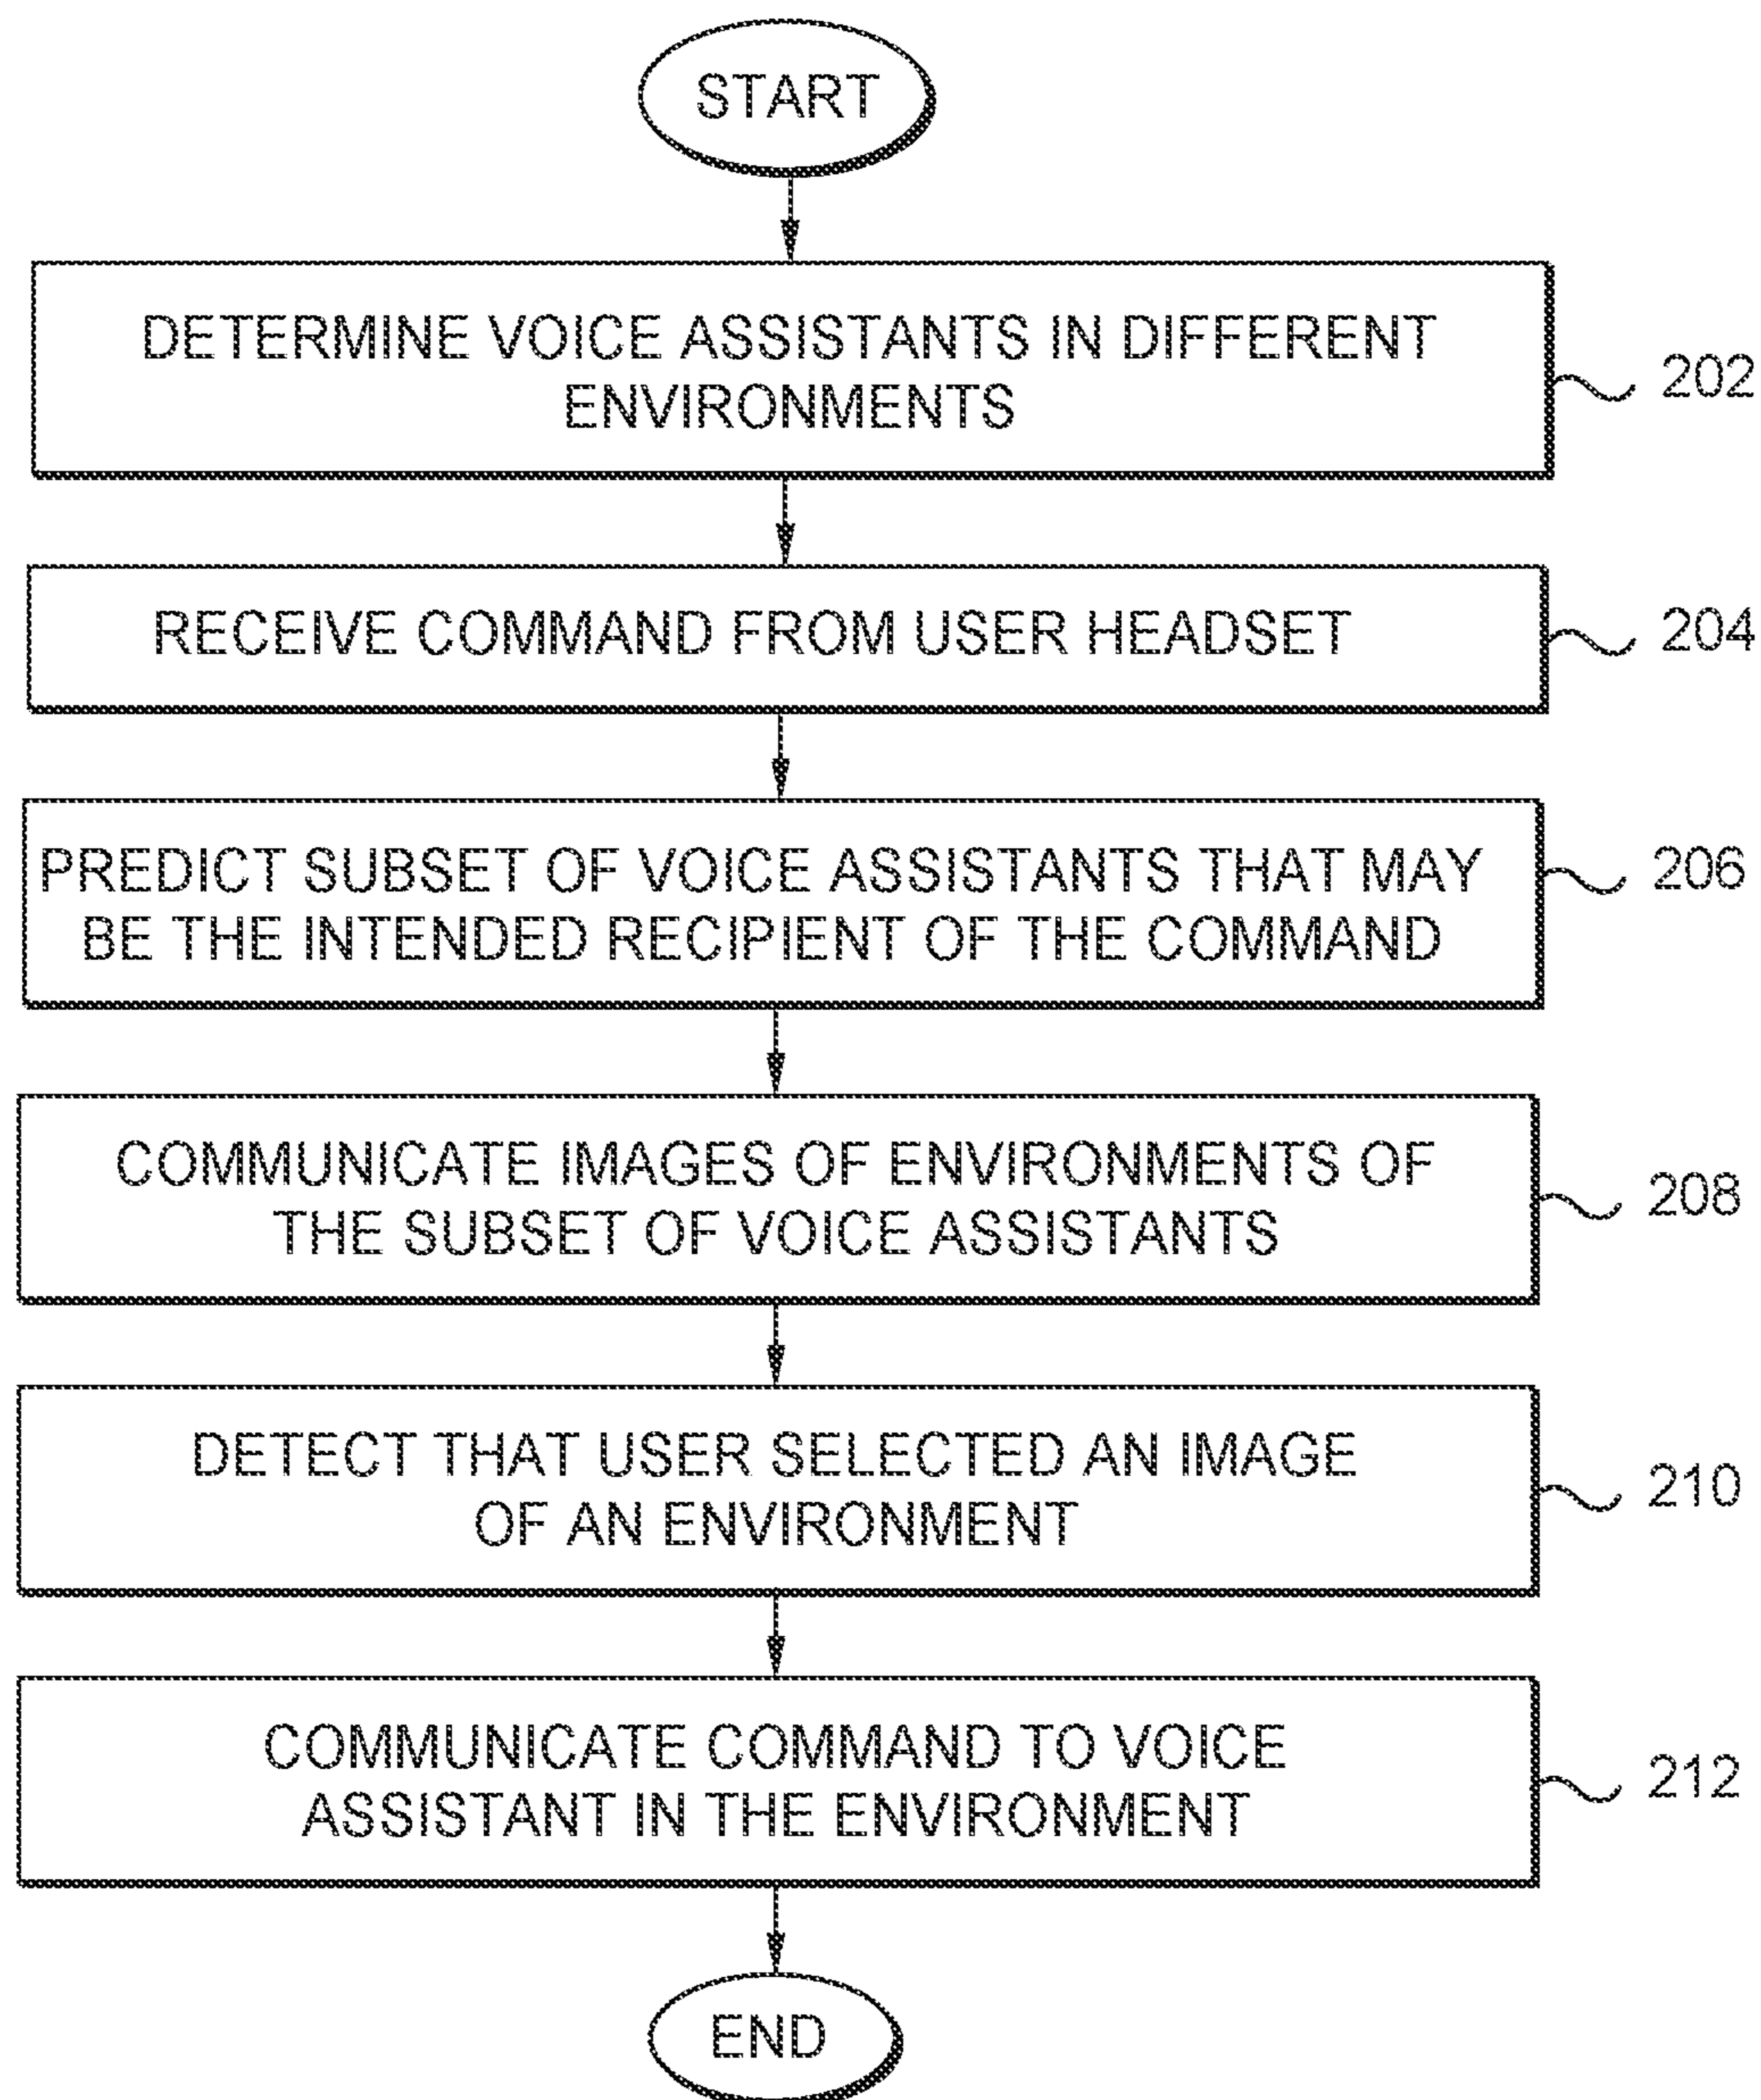 START
DETERMINE VOICE ASSISTANTS IN DIFFERENT
ENVIRONMENTS
202
RECEIVE COMMAND FROM USER HEADSET
204
PREDICT SUBSET OF VOICE ASSISTANTS THAT MAY
BE THE INTENDED RECIPIENT OF THE COMMAND
206
COMMUNICATE IMAGES OF ENVIRONMENTS OF
THE SUBSET OF VOICE ASSISTANTS
208
DETECT THAT USER SELECTED AN IMAGE
OF AN ENVIRONMENT
210
COMMUNICATE COMMAND TO VOICE
ASSISTANT IN THE ENVIRONMENT
212
END